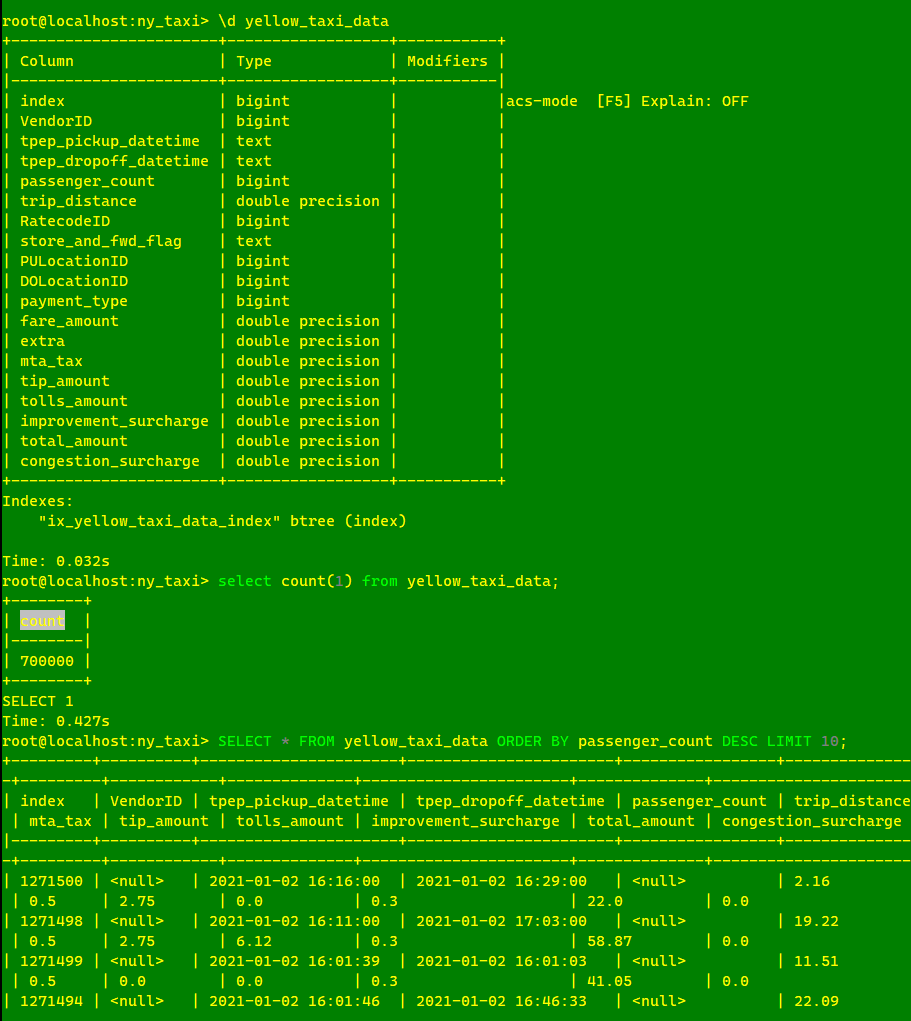 root@localhost:ny_taxi> \d yellow_taxi_data
+-----------------------+------------------+-----------+
| Column                | Type             | Modifiers |
|-----------------------+------------------+-----------|
| index                 | bigint           |           |acs-mode  [F5] Explain: OFF
| VendorID              | bigint           |           |
| tpep_pickup_datetime  | text             |           |
| tpep_dropoff_datetime | text             |           |
| passenger_count       | bigint           |           |
| trip_distance         | double precision |           |
| RatecodeID            | bigint           |           |
| store_and_fwd_flag    | text             |           |
| PULocationID          | bigint           |           |
| DOLocationID          | bigint           |           |
| payment_type          | bigint           |           |
| fare_amount           | double precision |           |
| extra                 | double precision |           |
| mta_tax               | double precision |           |
| tip_amount            | double precision |           |
| tolls_amount          | double precision |           |
| improvement_surcharge | double precision |           |
| total_amount          | double precision |           |
| congestion_surcharge  | double precision |           |
+-----------------------+------------------+-----------+
Indexes:
    "ix_yellow_taxi_data_index" btree (index)
Time: 0.032s
root@localhost:ny_taxi> select count(1) from yellow_taxi_data;
+--------+
| count  |
|--------|
| 700000 |
+--------+
SELECT 1
Time: 0.427s
root@localhost:ny_taxi> SELECT * FROM yellow_taxi_data ORDER BY passenger_count DESC LIMIT 10;
+---------+----------+----------------------+-----------------------+-----------------+--------------
-+---------+------------+--------------+-----------------------+--------------+----------------------
| index   | VendorID | tpep_pickup_datetime | tpep_dropoff_datetime | passenger_count | trip_distance
 | mta_tax | tip_amount | tolls_amount | improvement_surcharge | total_amount | congestion_surcharge
|---------+----------+----------------------+-----------------------+-----------------+--------------
-+---------+------------+--------------+-----------------------+--------------+----------------------
| 1271500 | <null>   | 2021-01-02 16:16:00  | 2021-01-02 16:29:00   | <null>          | 2.16
 | 0.5     | 2.75       | 0.0          | 0.3                   | 22.0         | 0.0
| 1271498 | <null>   | 2021-01-02 16:11:00  | 2021-01-02 17:03:00   | <null>          | 19.22
 | 0.5     | 2.75       | 6.12         | 0.3                   | 58.87        | 0.0
| 1271499 | <null>   | 2021-01-02 16:01:39  | 2021-01-02 16:01:03   | <null>          | 11.51
 | 0.5     | 0.0        | 0.0          | 0.3                   | 41.05        | 0.0
| 1271494 | <null>   | 2021-01-02 16:01:46  | 2021-01-02 16:46:33   | <null>          | 22.09